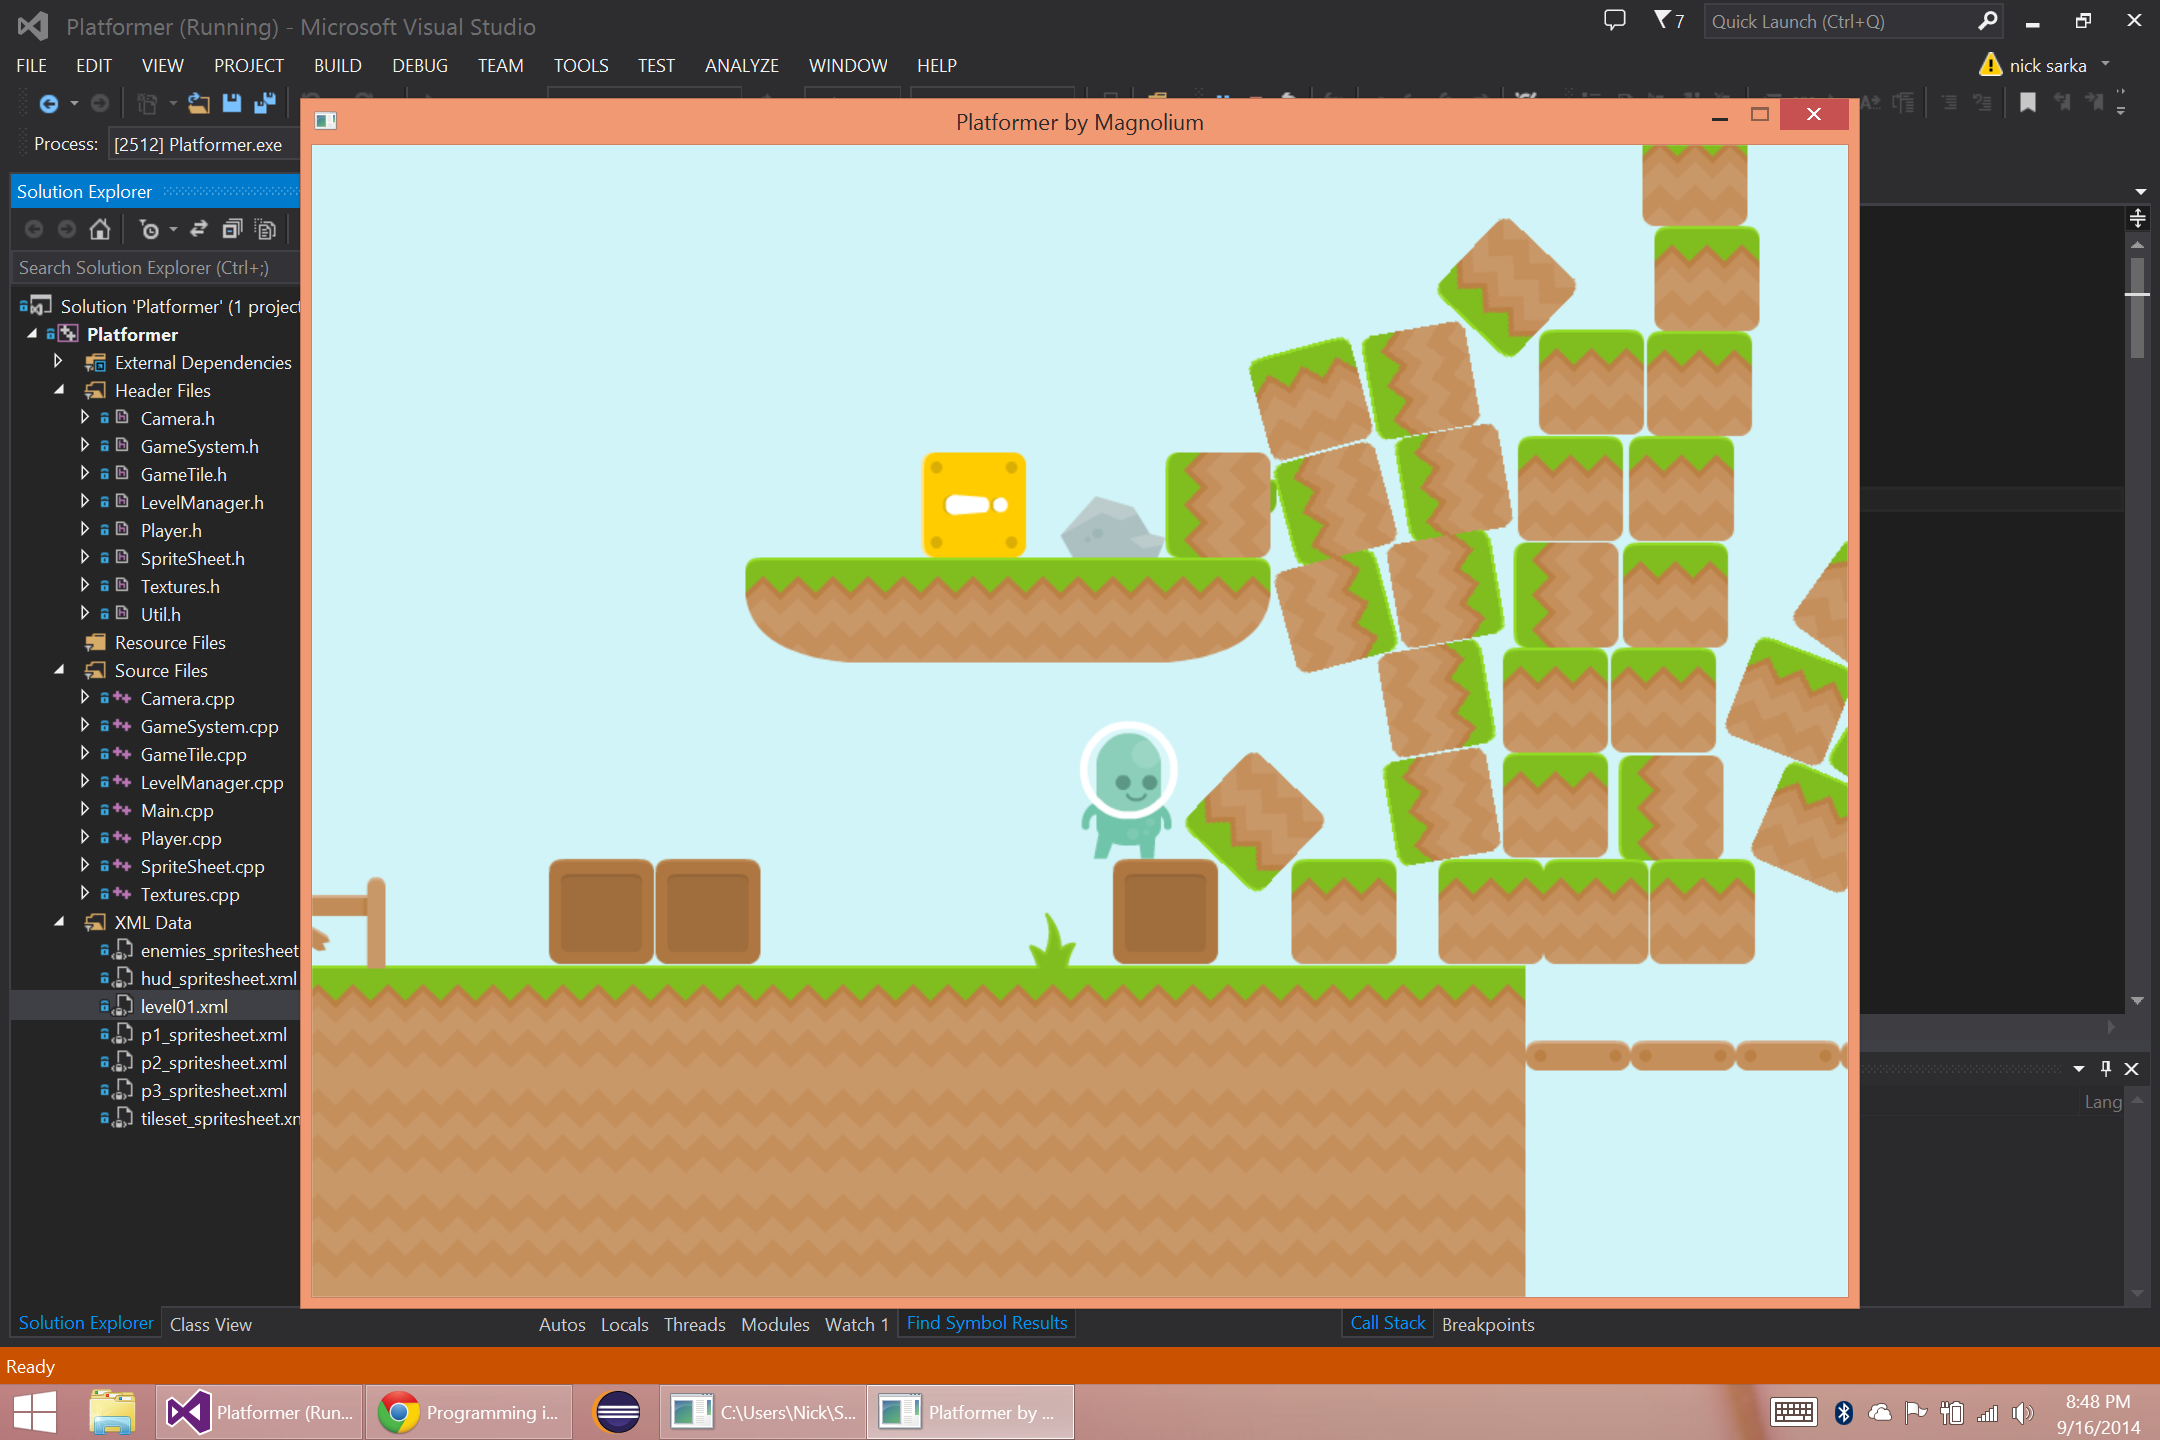 Platformer (Running) - Microsoft Visual Studio
7
Quick Launch (Ctrl+Q)
FILE EDIT VIEW PROJECT BUILD DEBUG TEAM TOOLS TEST ANALYZE WINDOW HELP
nick sarka
Platformer by Magnolium
Process: [2512] Platformer.exe
Solution Explorer
Search Solution Explorer (Ctrl+;)
Solution 'Platformer' (1 project
Platformer
External Dependencies
Header Files
Camera.h
GameSystem.h
GameTile.h
LevelManager.h
Player.h
SpriteSheet.h
Textures.h
Util.h
Resource Files
Source Files
Camera.cpp
GameSystem.cpp
GameTile.cpp
LevelManager.cpp
Main.cpp
Player.cpp
SpriteSheet.cpp
Textures.cpp
XML Data
enemies_spritesheet
hud_spritesheet.xml
level01.xml
p1_spritesheet.xml
p2_spritesheet.xml
p3_spritesheet.xml
tileset_spritesheet.xm
Lang
Solution Explorer Class View
Autos Locals Threads Modules Watch 1 Find Symbol Results
Call Stack Breakpoints
Ready
Platformer (Run...
Programming i...
C:\Users\Nick\S...
Platformer by ...
8:48 PM
9/16/2014